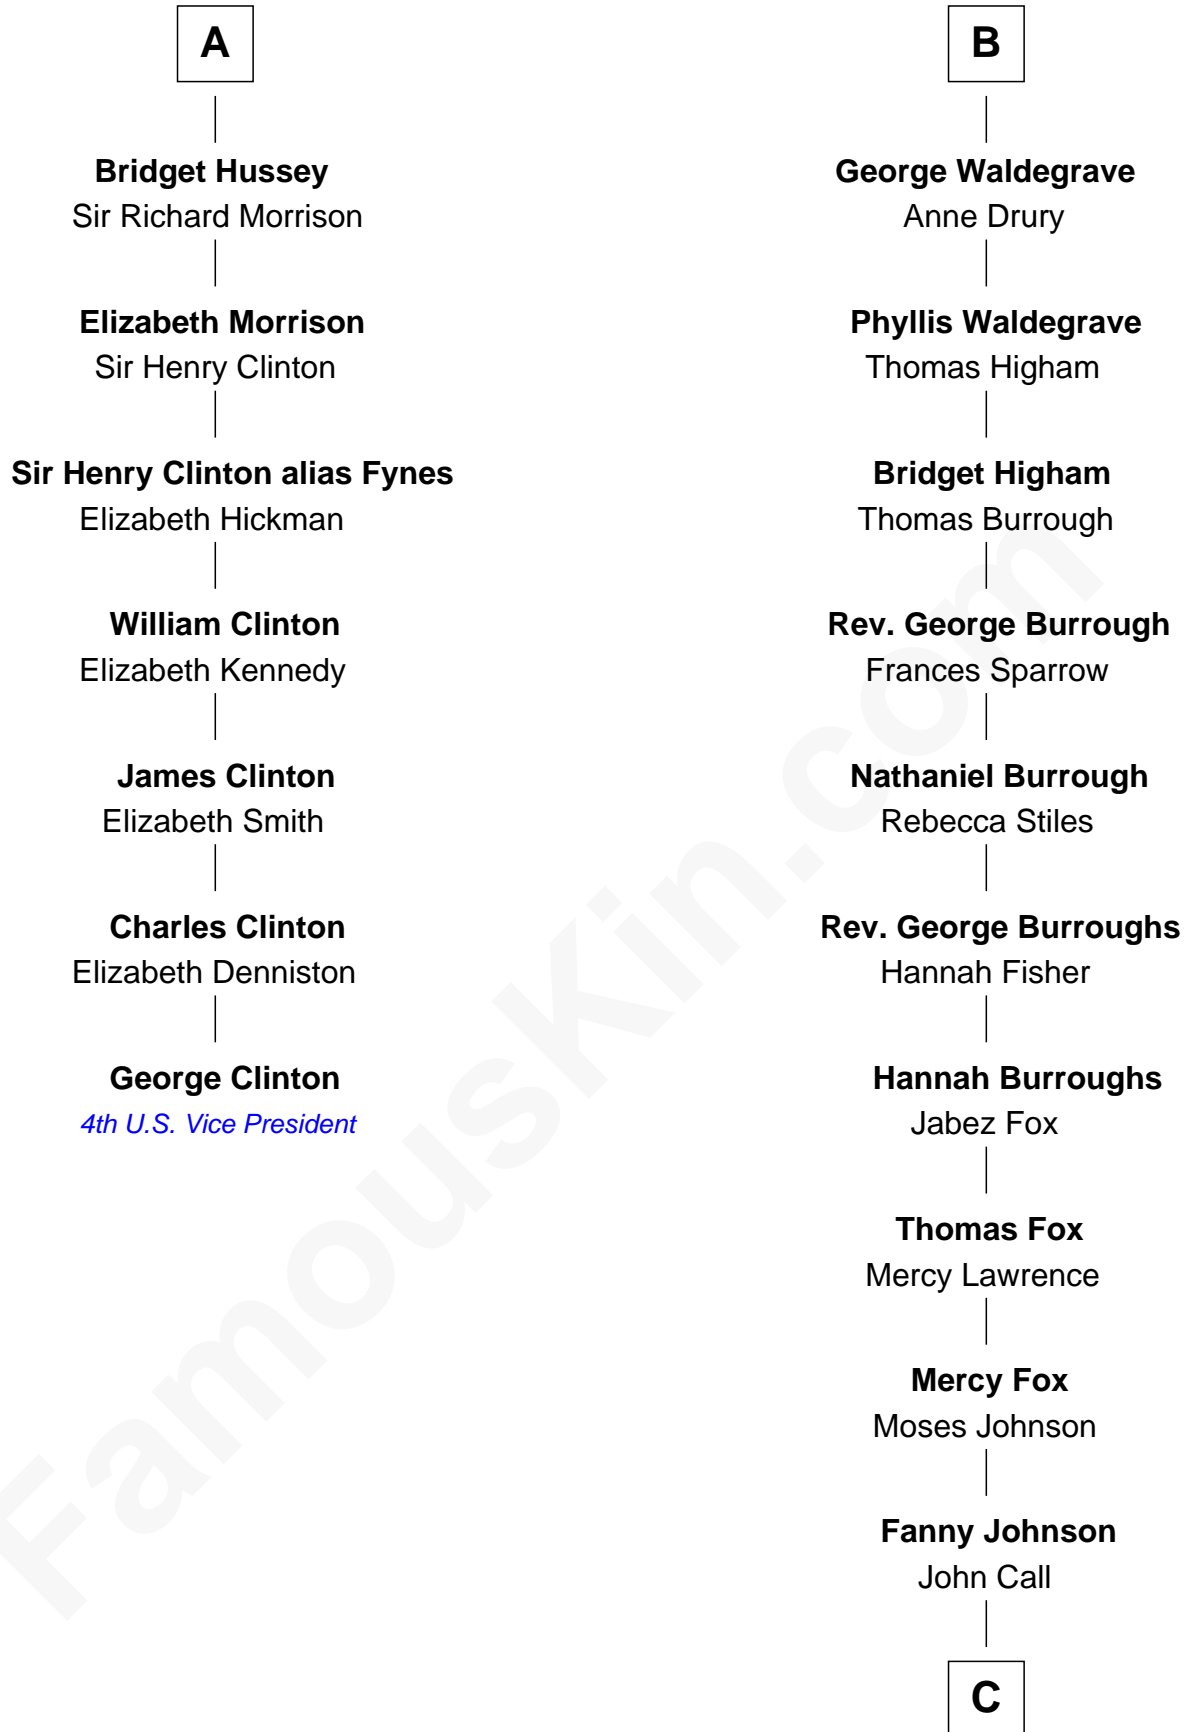 A
Bridget Hussey
Sir Richard Morrison
Elizabeth Morrison
Sir Henry Clinton
Sir Henry Clinton alias Fynes
Elizabeth Hickman
William Clinton
Elizabeth Kennedy
James Clinton
Elizabeth Smith
Charles Clinton
Elizabeth Denniston
George Clinton
4th U.S. Vice President
B
George Waldegrave
Anne Drury
Phyllis Waldegrave
Thomas Higham
Bridget Higham
Thomas Burrough
Rev. George Burrough
Frances Sparrow
Nathaniel Burrough
Rebecca Stiles
Rev. George Burroughs
Hannah Fisher
Hannah Burroughs
Jabez Fox
Thomas Fox
Mercy Lawrence
Mercy Fox
Moses Johnson
Fanny Johnson
John Call
C
FamousKin.com